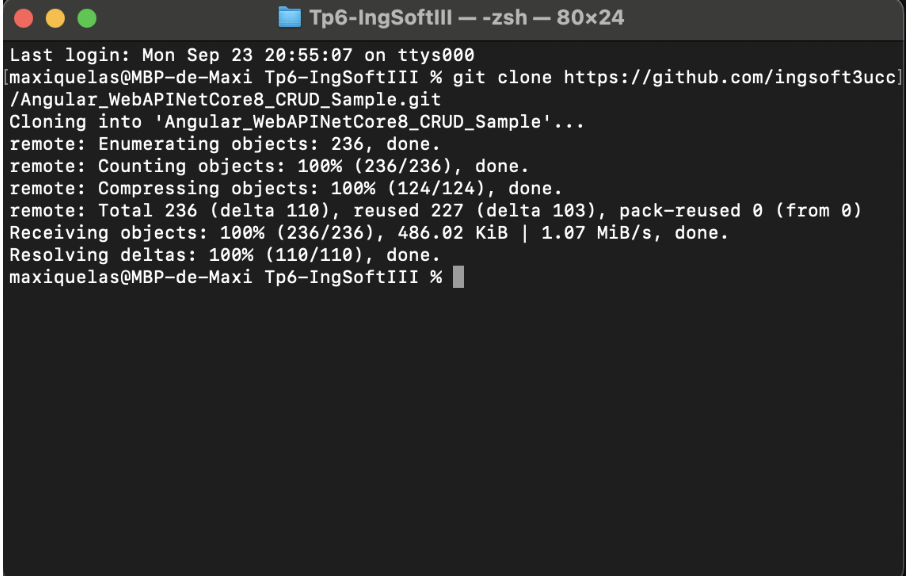 Tp6-IngSoftIII — -zsh — 80×24
Last login: Mon Sep 23 20:55:07 on ttys000
[maxiquelas@MBP-de-Maxi Tp6-IngSoftIII % git clone https://github.com/ingsoft3ucc]
/Angular_WebAPINetCore8_CRUD_Sample.git
Cloning into 'Angular_WebAPINetCore8_CRUD_Sample'...
remote: Enumerating objects: 236, done.
remote: Counting objects: 100% (236/236), done.
remote: Compressing objects: 100% (124/124), done.
remote: Total 236 (delta 110), reused 227 (delta 103), pack-reused 0 (from 0)
Receiving objects: 100% (236/236), 486.02 KiB | 1.07 MiB/s, done.
Resolving deltas: 100% (110/110), done.
maxiquelas@MBP-de-Maxi Tp6-IngSoftIII %